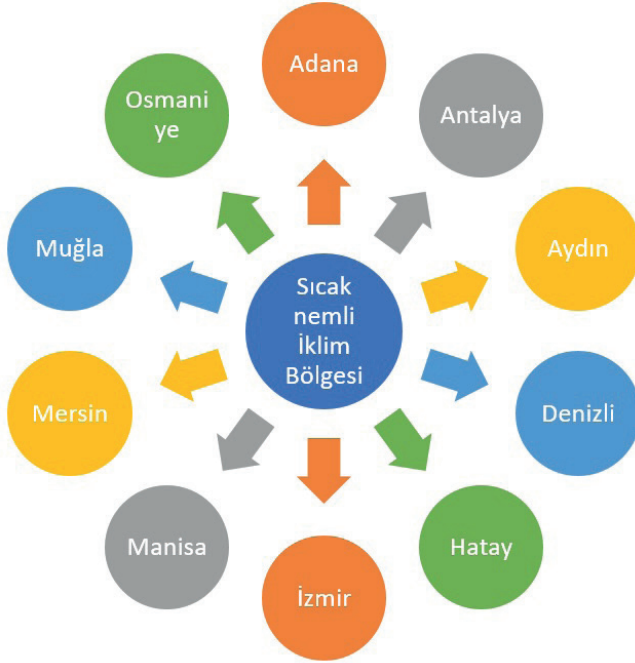 Sıcak
nemli
İklim
Bölgesi
Adana
Antalya
Aydın
Denizli
Hatay
İzmir
Manisa
Mersin
Muğla
Osmani
ye